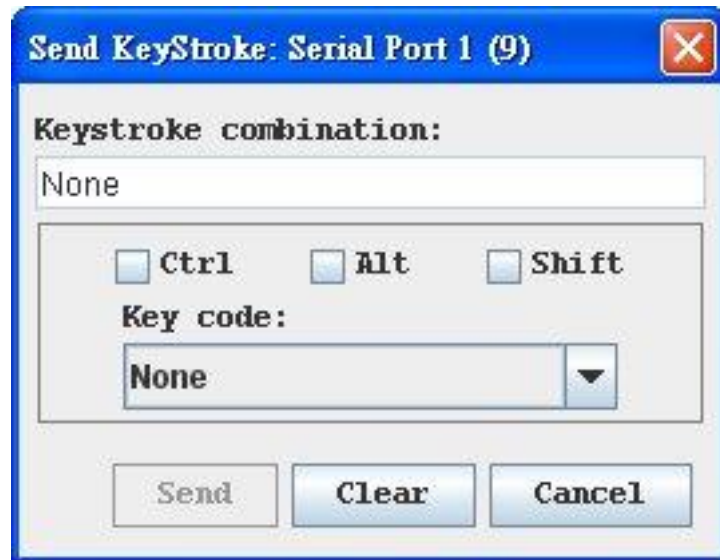 Send KeyStroke: Serial Port 1 (9)
Keystroke combination:
None
Ctrl Alt Shift
Key code:
None
Send Clear Cancel